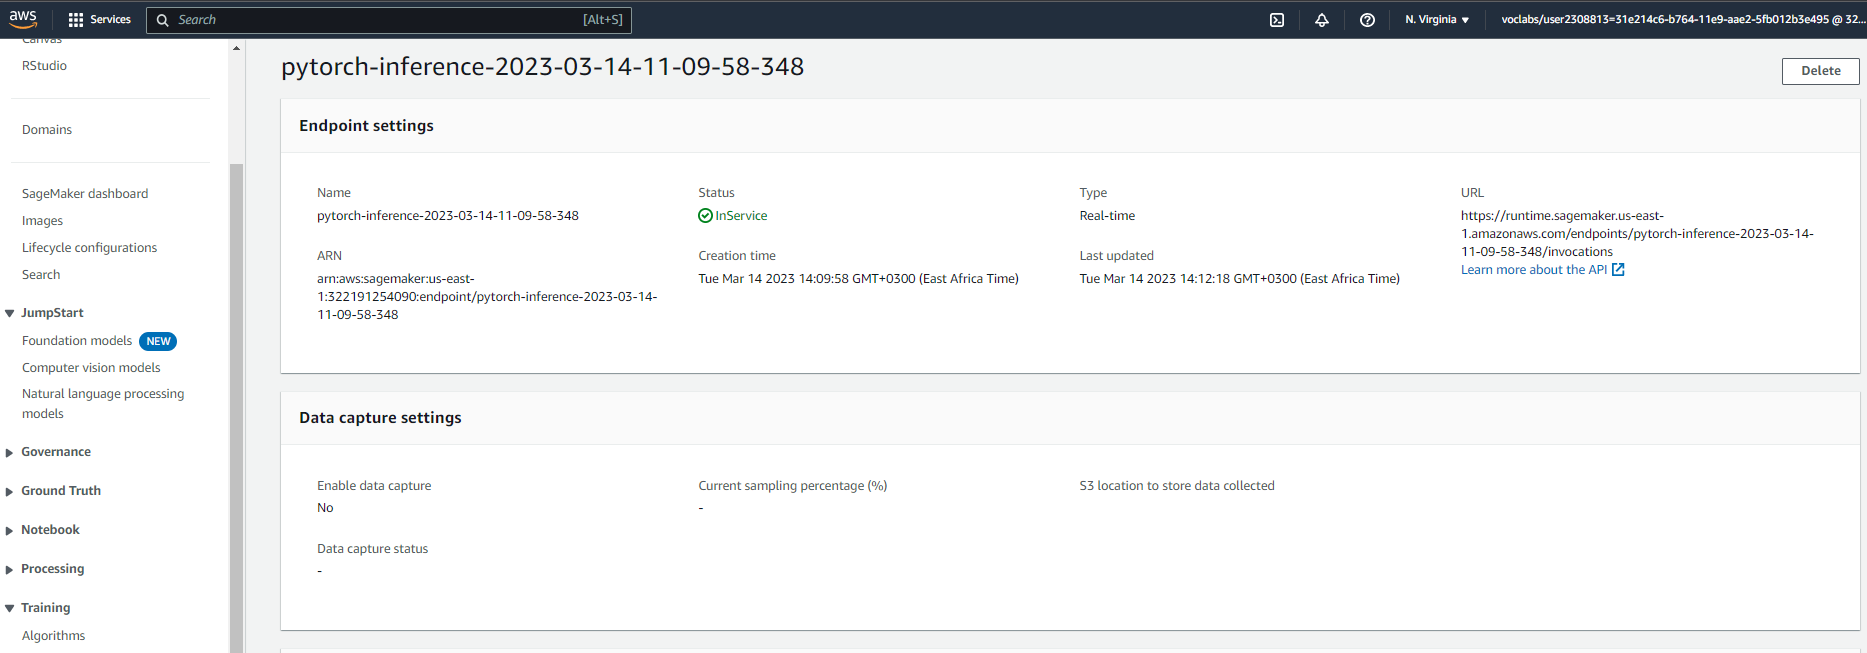 aws
Services
Search
[Alt+S]
N. Virginia
voclabs/user2308813=31e214c6-b764-11e9-aae2-5fb012b3e495 @ 32...
Canvas
RStudio
Domains
SageMaker dashboard
Images
Lifecycle configurations
Search
JumpStart
Foundation models NEW
Computer vision models
Natural language processing
models
Governance
Ground Truth
Notebook
Processing
Training
Algorithms
pytorch-inference-2023-03-14-11-09-58-348
Delete
Endpoint settings
Name
pytorch-inference-2023-03-14-11-09-58-348
Status
InService
Type
Real-time
URL
https://runtime.sagemaker.us-east-
1.amazonaws.com/endpoints/pytorch-inference-2023-03-14-
11-09-58-348/invocations
Learn more about the API
ARN
arn:aws:sagemaker:us-east-
1:322191254090:endpoint/pytorch-inference-2023-03-14-
11-09-58-348
Creation time
Tue Mar 14 2023 14:09:58 GMT+0300 (East Africa Time)
Last updated
Tue Mar 14 2023 14:12:18 GMT+0300 (East Africa Time)
Data capture settings
Enable data capture
No
Current sampling percentage (%)
-
S3 location to store data collected
Data capture status
-